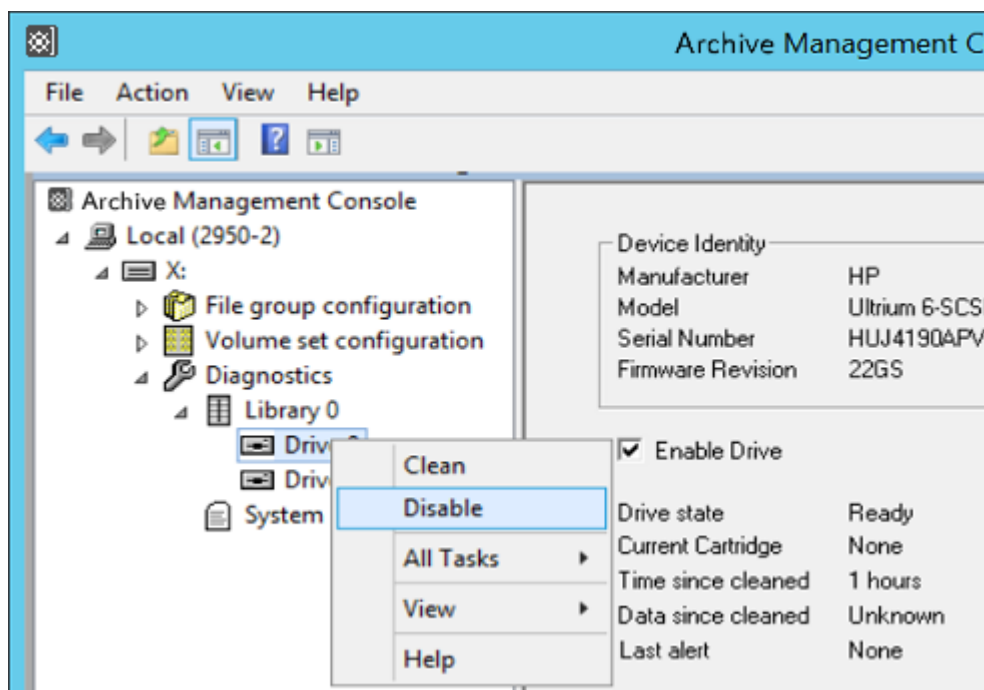 Archive Management C
File Action View Help
Archive Management Console
Local (2950-2)
X:
File group configuration
Volume set configuration
Diagnostics
Library 0
Driv
Driv
System
Clean
Disable
All Tasks
View
Help
Device Identity
Manufacturer HP
Model Ultrium 6-SCS
Serial Number HUJ4190APV
Firmware Revision 22GS
Enable Drive
Drive state Ready
Current Cartridge None
Time since cleaned 1 hours
Data since cleaned Unknown
Last alert None